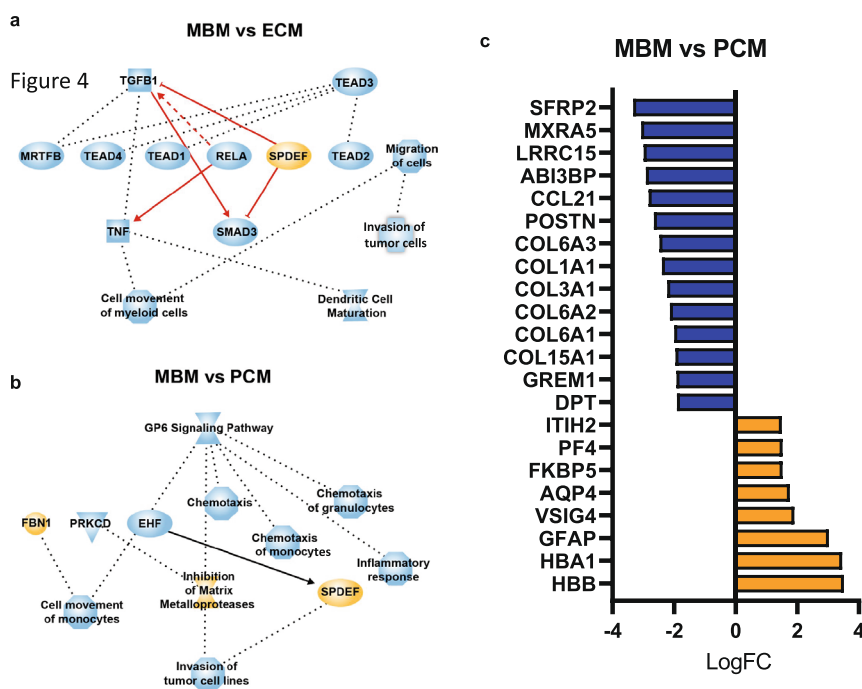 a
MBM vs ECM
Figure 4
TGFB1
TEAD3
MRTFB
TEAD4
TEAD1
RELA
SPDEF
TEAD2
Migration
of cells
TNF
SMAD3
Invasion of
tumor cells
Cell movement
of myeloid cells
Dendritic Cell
Maturation
b
MBM vs PCM
GP6 Signaling Pathway
FBN1
PRKCD
EHF
Chemotaxis
Chemotaxis
of granulocytes
Chemotaxis
of monocytes
Inflammatory
response
Inhibition
of Matrix
Metalloproteases
SPDEF
Cell movement
of monocytes
Invasion of
tumor cell lines
c
MBM vs PCM
SFRP2
MXRA5
LRRC15
ABI3BP
CCL21
POSTN
COL6A3
COL1A1
COL3A1
COL6A2
COL6A1
COL15A1
GREM1
DPT
ITIH2
PF4
FKBP5
AQP4
VSIG4
GFAP
HBA1
HBB
-4 -2 0 2 4
LogFC